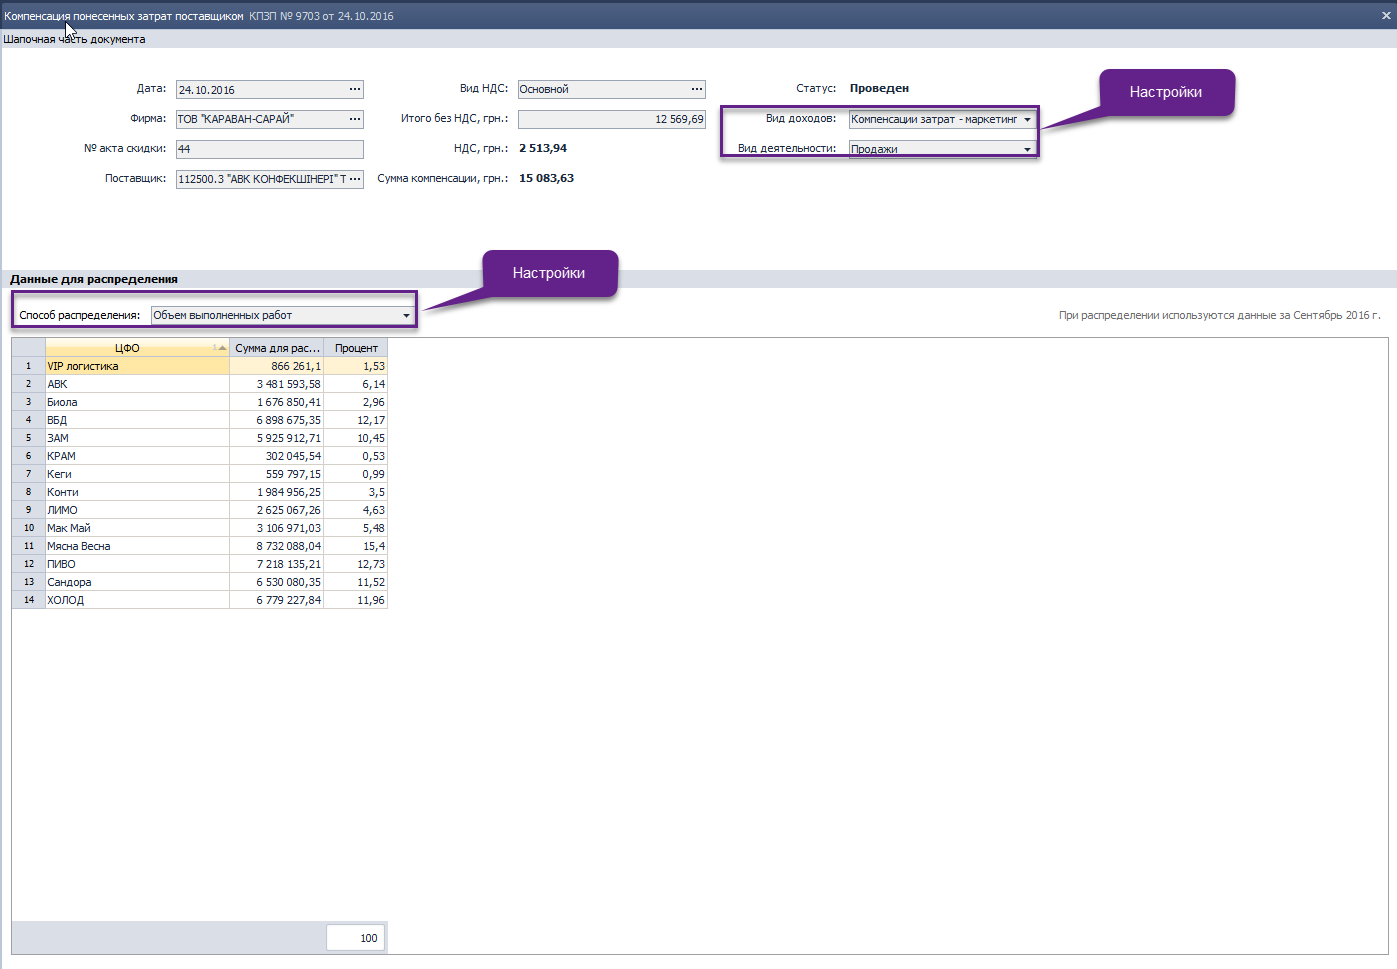 Компенсация понесенных затрат поставщиком КПЗП № 9703 от 24.10.2016
Шапочная часть документа
Дата: 24.10.2016 Вид НДС: Основной Статус: Проведен
Настройки
Фирма: ТОВ "КАРАВАН-САРАЙ" Итого без НДС, грн.: 12 569,69 Вид доходов: Компенсации затрат - маркетинг
№ акта скидки: 44 НДС, грн.: 2 513,94 Вид деятельности: Продажи
Поставщик: 112500.3 "АВК КОНФЕКШІНЕРІ" Т Сумма компенсации, грн.: 15 083,63
Данные для распределения
Настройки
Способ распределения: Объем выполненных работ При распределении используются данные за Сентябрь 2016 г.
ЦФО 1 Сумма для рас... Процент
1 VIP логистика 866 261,1 1,53
2 АВК 3 481 593,58 6,14
3 Биола 1 676 850,41 2,96
4 ВБД 6 898 675,35 12,17
5 ЗАМ 5 925 912,71 10,45
6 КРАМ 302 045,54 0,53
7 Кеги 559 797,15 0,99
8 Конти 1 984 956,25 3,5
9 ЛИМО 2 625 067,26 4,63
10 Мак Май 3 106 971,03 5,48
11 Мясна Весна 8 732 088,04 15,4
12 ПИВО 7 218 135,21 12,73
13 Сандора 6 530 080,35 11,52
14 ХОЛОД 6 779 227,84 11,96
100